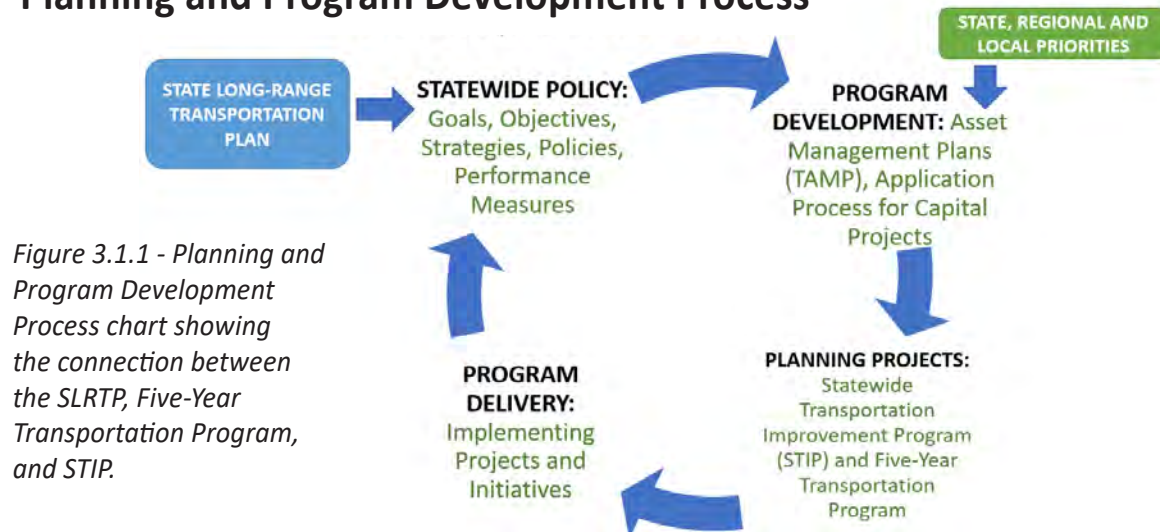 Planning and Program Development Process
STATE, REGIONAL AND
LOCAL PRIORITIES
STATE LONG-RANGE
TRANSPORTATION
PLAN
STATEWIDE POLICY:
Goals, Objectives,
Strategies, Policies,
Performance
Measures
PROGRAM
DEVELOPMENT: Asset
Management Plans
(TAMP), Application
Process for Capital
Projects
Figure 3.1.1 - Planning and
Program Development
Process chart showing
the connection between
the SLRTP, Five-Year
Transportation Program,
and STIP.
PLANNING PROJECTS:
Statewide
Transportation
Improvement Program
(STIP) and Five-Year
Transportation
Program
PROGRAM
DELIVERY:
Implementing
Projects and
Initiatives